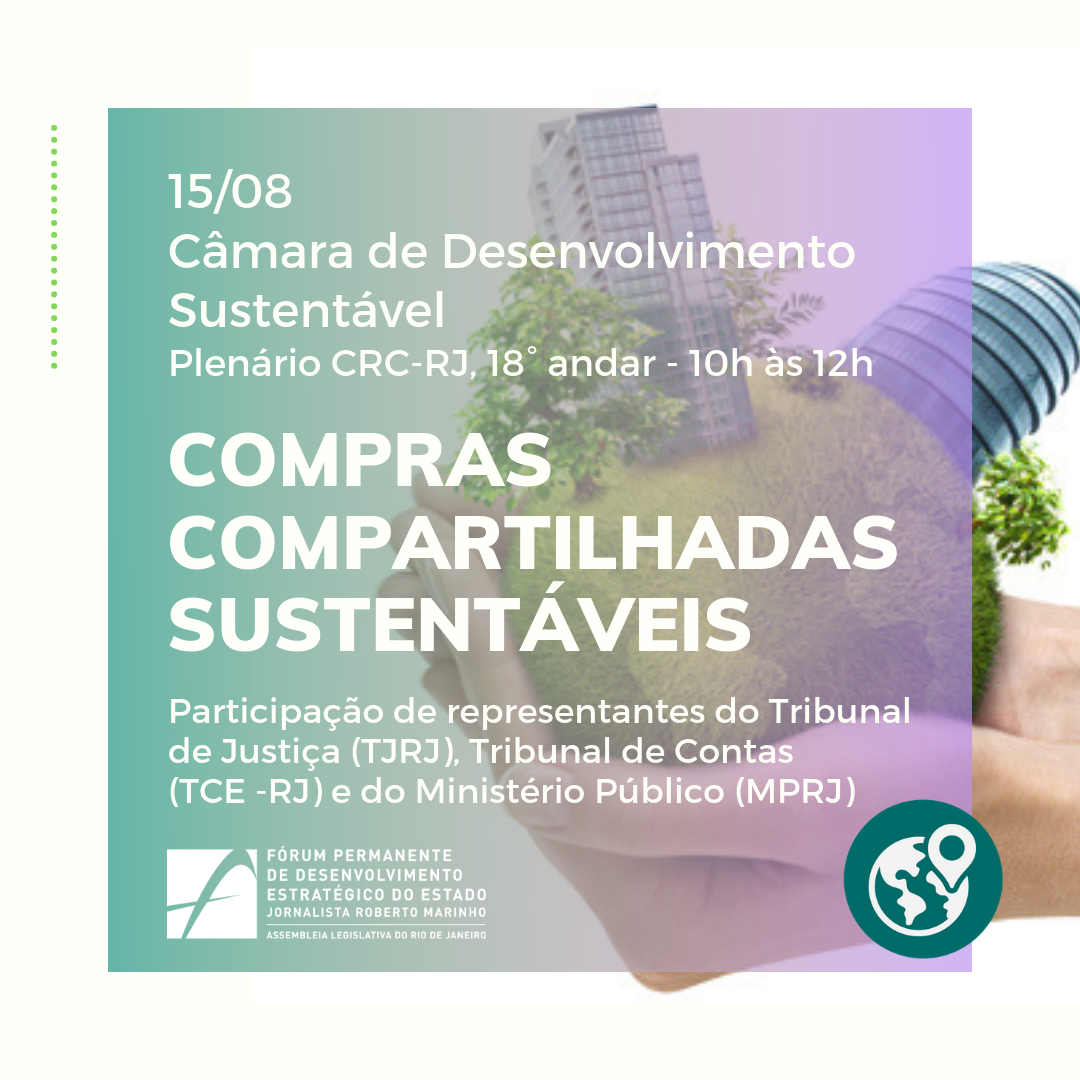 15/08
Câmara de Desenvolvimento
Sustentável
Plenário CRC-RJ, 18° andar - 10h às 12h
COMPRAS
COMPARTILHADAS
SUSTENTÁVEIS
Participação de representantes do Tribunal
de Justiça (TJRJ), Tribunal de Contas
(TCE -RJ) e do Ministério Público (MPRJ)
FÓRUM PERMANENTE
DE DESENVOLVIMENTO
ESTRATÉGICO DO ESTADO
JORNALISTA ROBERTO MARINHO
ASSEMBLEIA LEGISLATIVA DO RIO DE JANEIRO